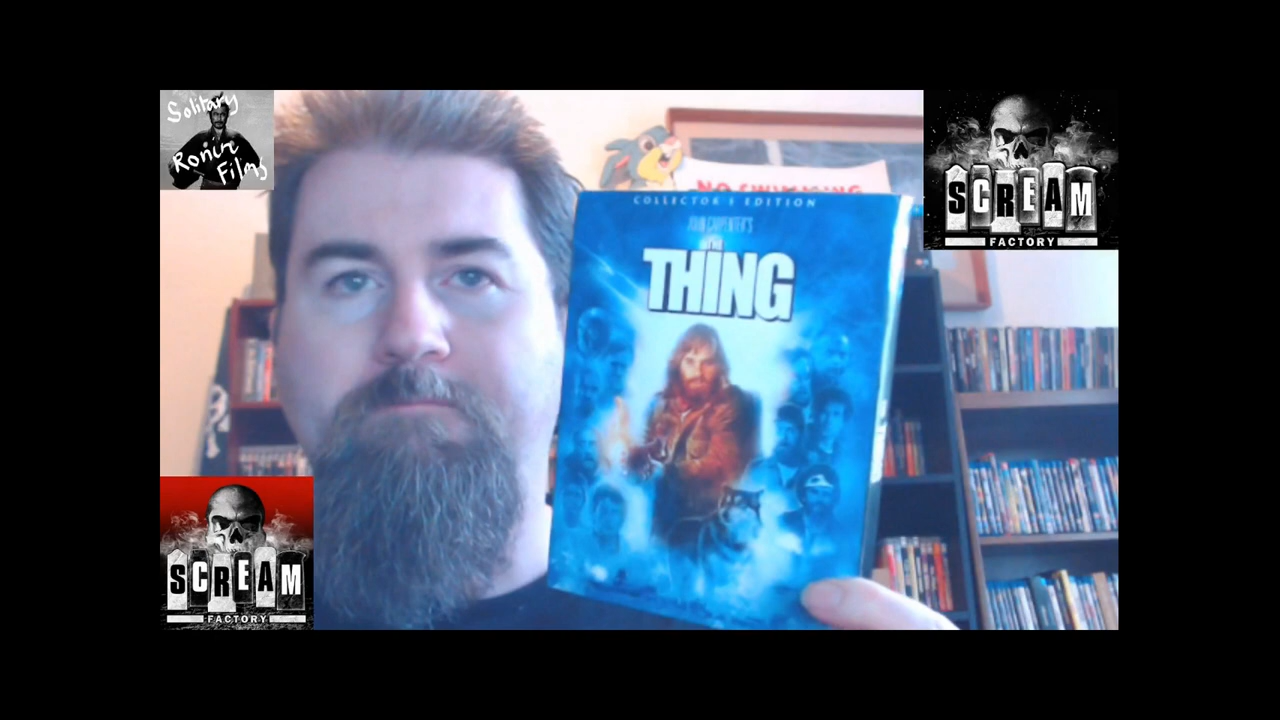 Solitary
Ronin
Films
NO SWIMMING
COLLECTOR'S EDITION
JOHN CARPENTER'S
THE
THING
SCREAM
FACTORY
SCREAM
FACTORY